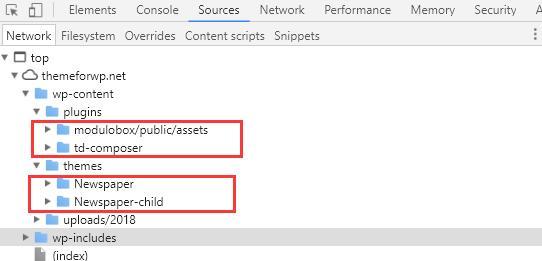 Elements Console Sources Network Performance Memory
Network Filesystem Overrides Content scripts Snippets
top
themeforwp.net
wp-content
plugins
modulobox/public/assets
td-composer
themes
Newspaper
Newspaper-child
uploads/2018
wp-includes
(index)